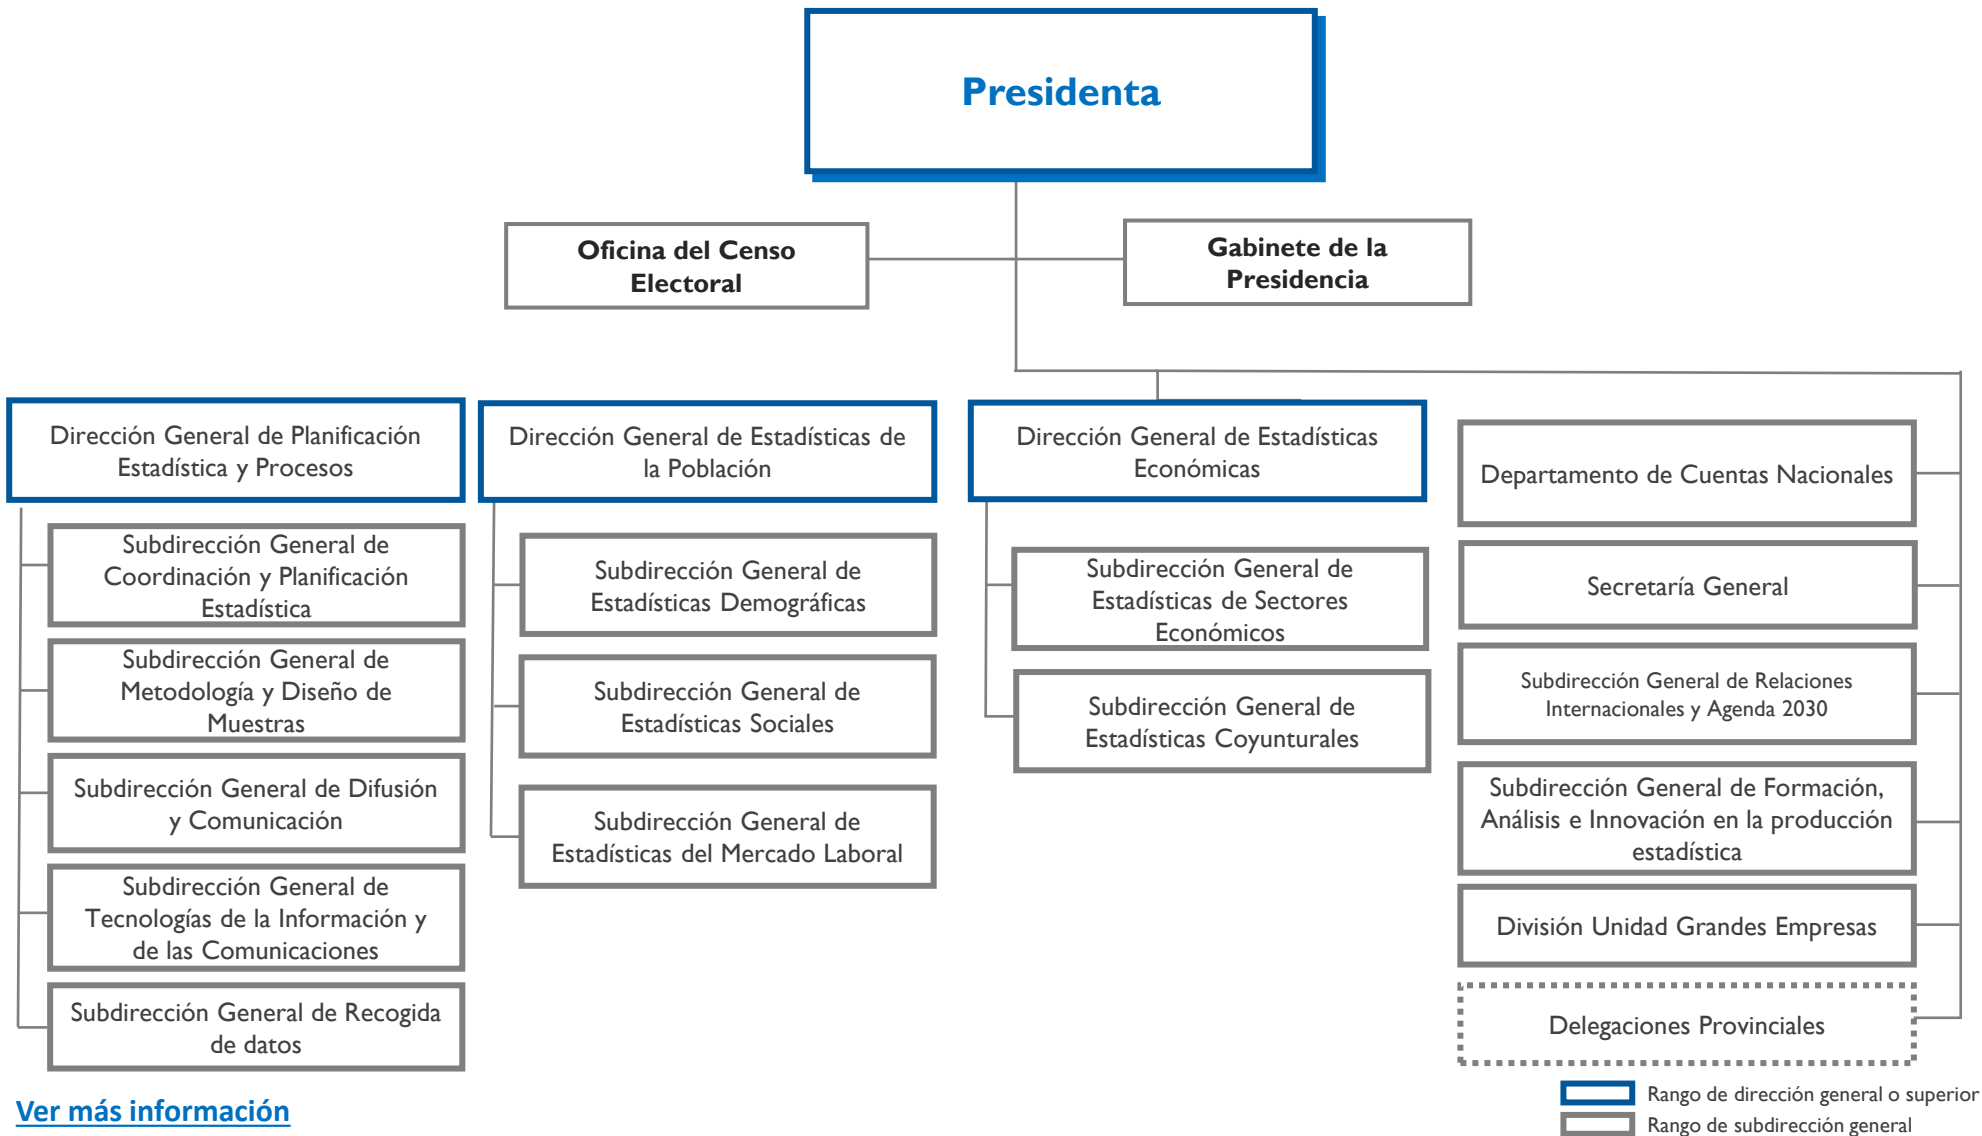 Presidenta
Oficina del Censo
Electoral
Gabinete de la
Presidencia
Dirección General de Planificación
Estadística y Procesos
Subdirección General de
Coordinación y Planificación
Estadística
Subdirección General de
Metodología y Diseño de
Muestras
Subdirección General de Difusión
y Comunicación
Subdirección General de
Tecnologías de la Información y
de las Comunicaciones
Subdirección General de Recogida
de datos
Dirección General de Estadísticas de
la Población
Subdirección General de
Estadísticas Demográficas
Subdirección General de
Estadísticas Sociales
Subdirección General de
Estadísticas del Mercado Laboral
Dirección General de Estadísticas
Económicas
Subdirección General de
Estadísticas de Sectores
Económicos
Subdirección General de
Estadísticas Coyunturales
Departamento de Cuentas Nacionales
Secretaría General
Subdirección General de Relaciones
Internacionales y Agenda 2030
Subdirección General de Formación,
Análisis e Innovación en la producción
estadística
División Unidad Grandes Empresas
Delegaciones Provinciales
Ver más información
Rango de dirección general o superior
Rango de subdirección general